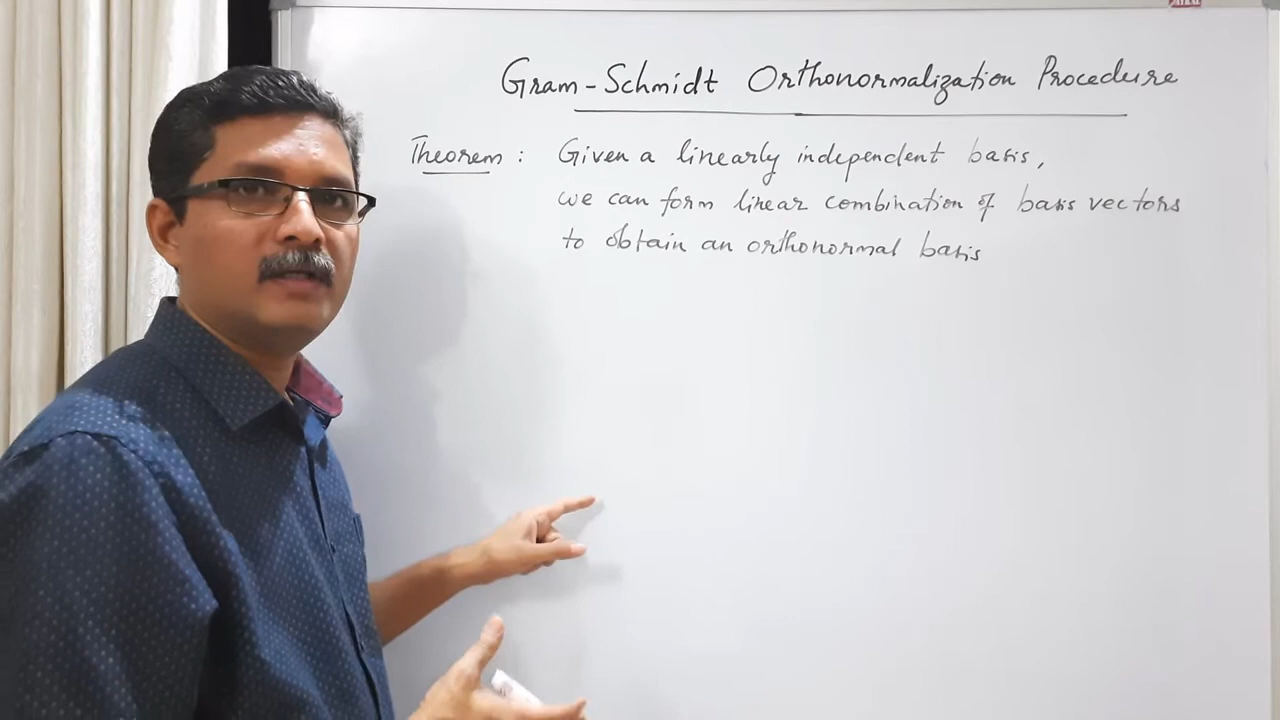 Gram-Schmidt Orthonormalization Procedure
Theorem : Given a linearly independent basis,
we can form linear combination of basis vectors
to obtain an orthonormal basis